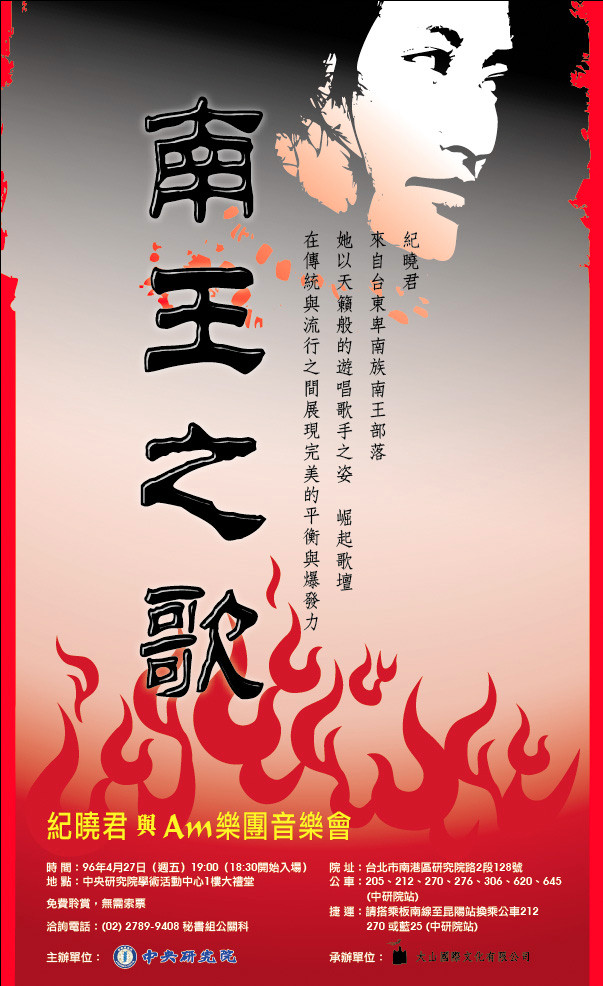 南王之歌
紀曉君
來自台東卑南族南王部落
她以天籟般的遊唱歌手之姿 崛起歌壇
在傳統與流行之間展現完美的平衡與爆發力
紀曉君 與 Am樂團音樂會
時 間：96年4月27日（週五）19:00（18:30開始入場）
地 點：中央研究院學術活動中心1樓大禮堂
免費聆賞，無需索票
洽詢電話：(02) 2789-9408 秘書組公關科
主辦單位： 中央研究院
院 址：台北市南港區研究院路2段128號
公 車：205、212、270、276、306、620、645
(中研院站)
捷 運：請搭乘板南線至昆陽站換乘公車212
270 或藍25 (中研院站)
承辦單位： 國際文化有限公司